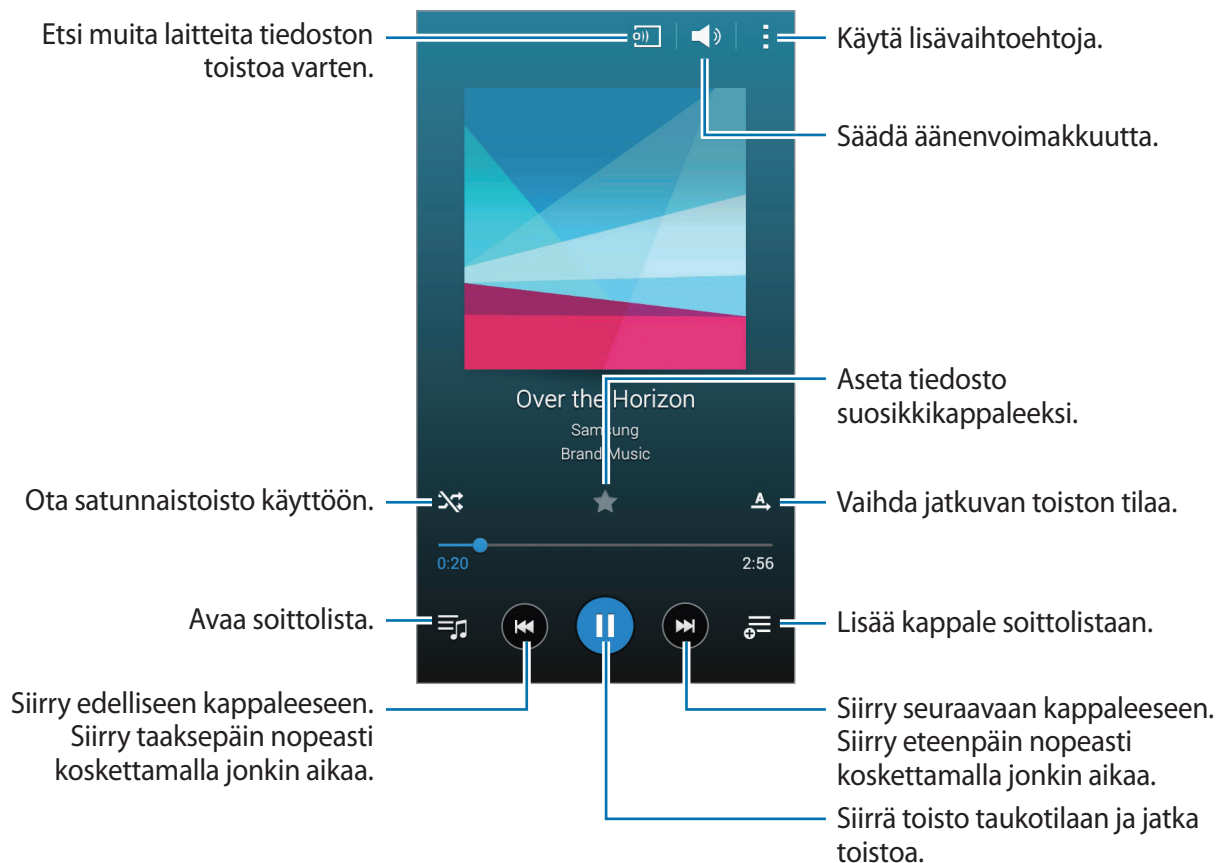 Etsi muita laitteita tiedoston
toistoa varten.
Käytä lisävaihtoehtoja.
Säädä äänenvoimakkuutta.
Over the Horizon
Samsung
Brand Music
Aseta tiedosto
suosikkikappaleeksi.
Ota satunnaistoisto käyttöön.
A
Vaihda jatkuvan toiston tilaa.
0:20
2:56
Avaa soittolista.
Lisää kappale soittolistaan.
Siirry edelliseen kappaleeseen.
Siirry taaksepäin nopeasti
koskettamalla jonkin aikaa.
Siirry seuraavaan kappaleeseen.
Siirry eteenpäin nopeasti
koskettamalla jonkin aikaa.
Siirrä toisto taukotilaan ja jatka
toistoa.